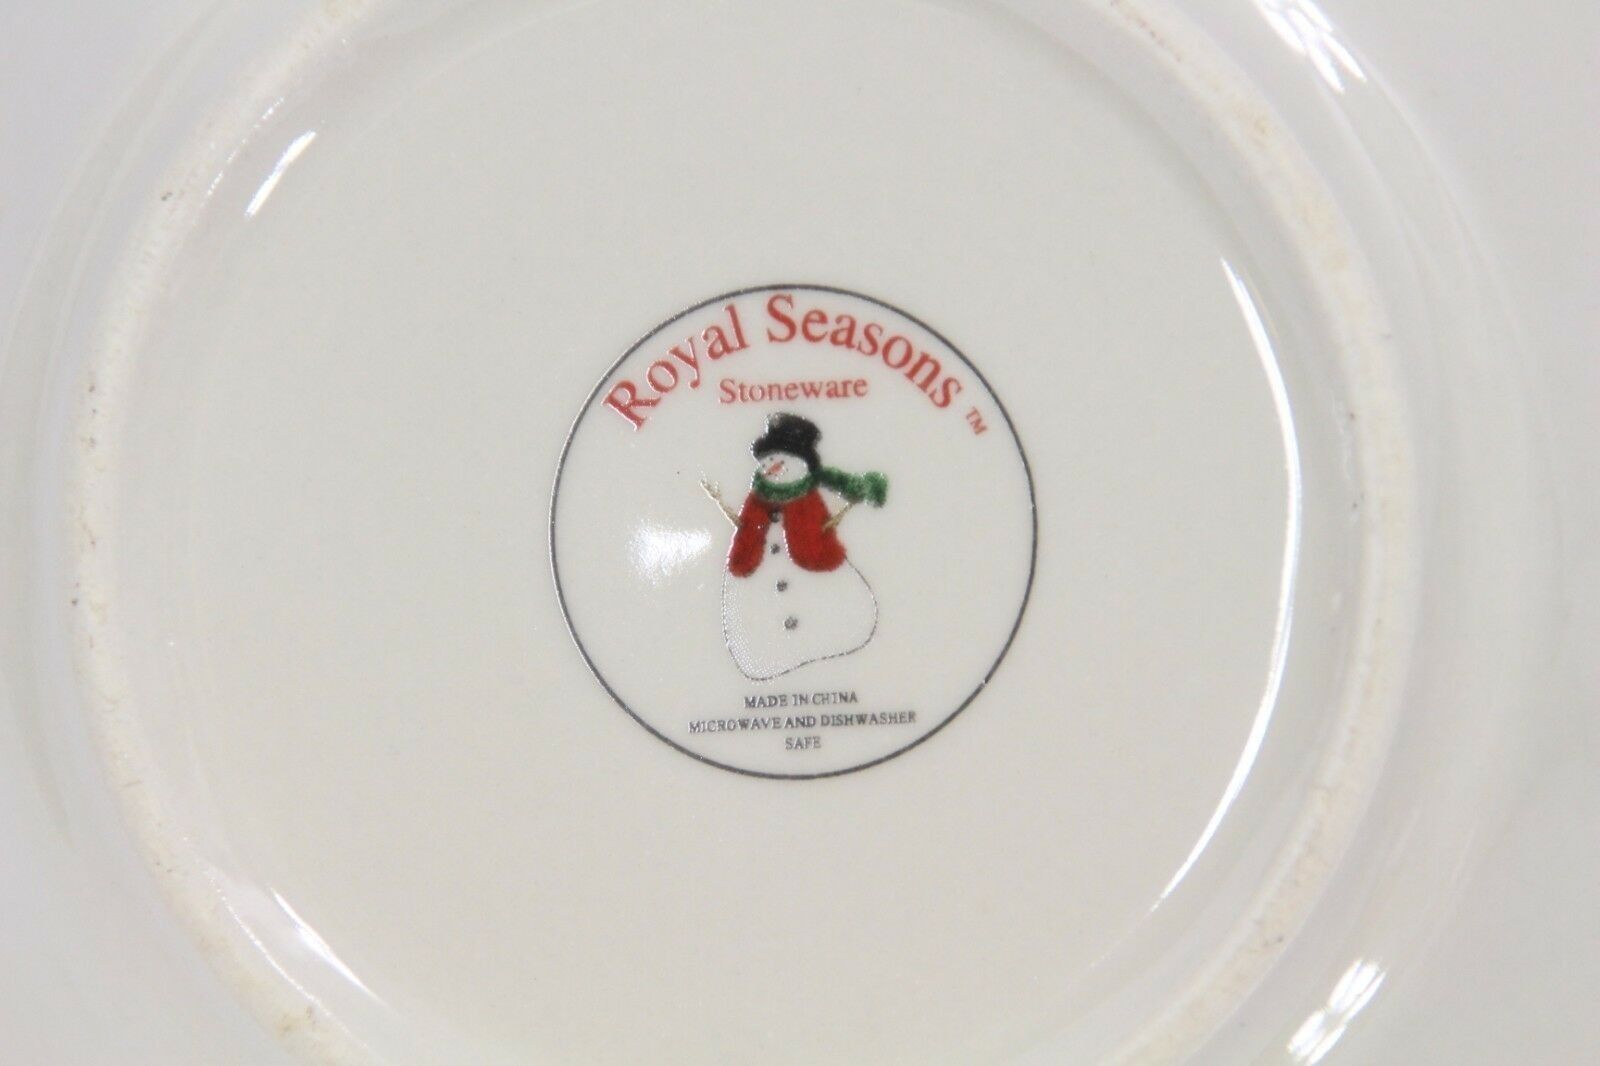 Royal Seasons ™
Stoneware
MADE IN CHINA
MICROWAVE AND DISHWASHER
SAFE